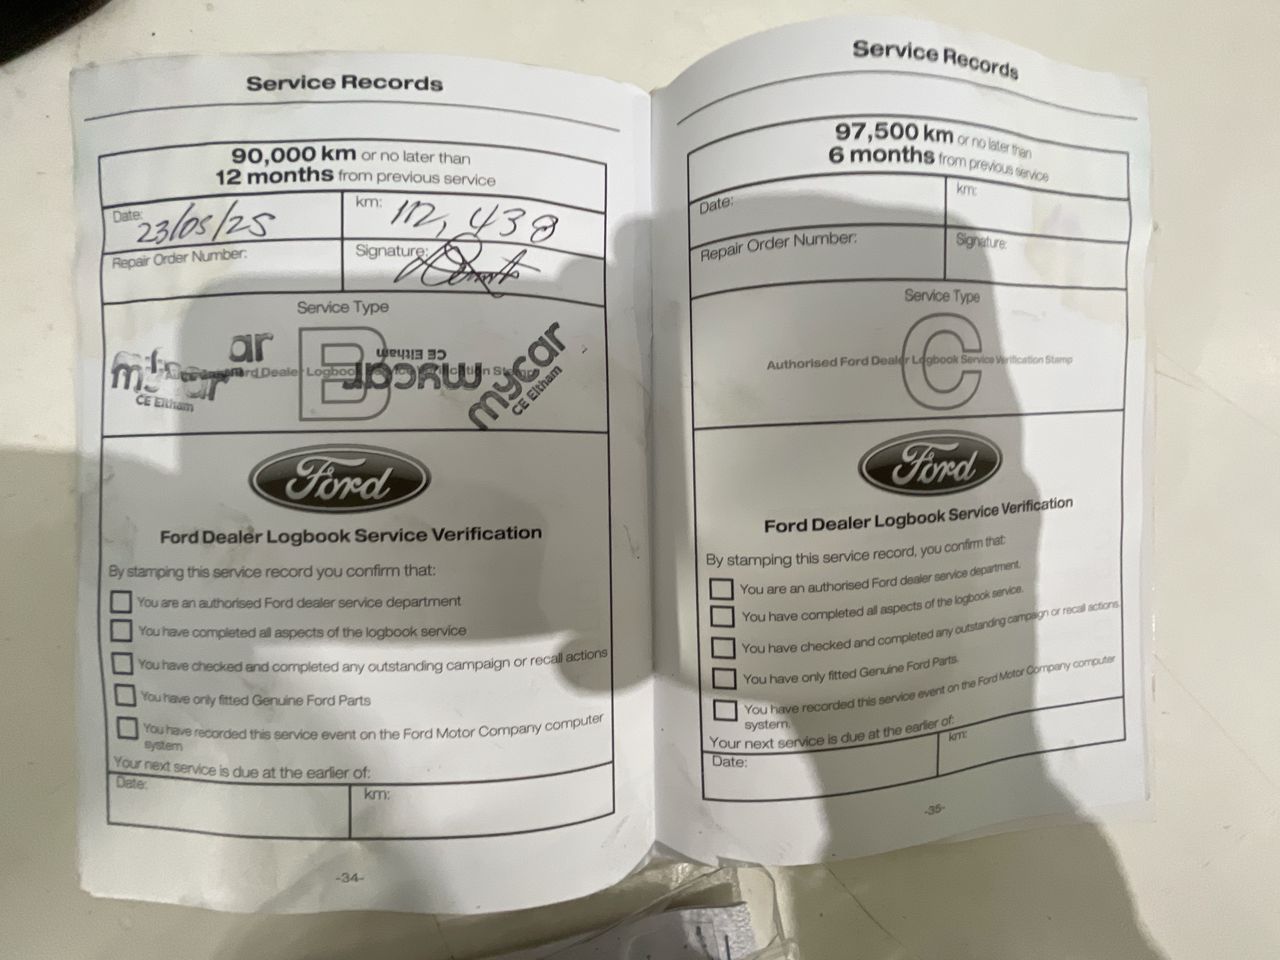 Service Records
90,000 km or no later than
12 months from previous service
Date: 23/05/25
km: 112,438
Repair Order Number:
Signature:
Service Type
B
mycar
CE Eltham
ar
Logbook
mycar
CE Eltham
mycar
CE Eltham
Ford
Ford Dealer Logbook Service Verification
By stamping this service record you confirm that:
You are an authorised Ford dealer service department
You have completed all aspects of the logbook service
You have checked and completed any outstanding campaign or recall actions
You have only fitted Genuine Ford Parts
You have recorded this service event on the Ford Motor Company computer
system
Your next service is due at the earlier of:
Date:
km:
-34-
Service Records
97,500 km or no later than
6 months from previous service
Date:
km:
Repair Order Number:
Signature:
Service Type
C
Authorised Ford Dealer Logbook Service Verification Stamp
Ford
Ford Dealer Logbook Service Verification
By stamping this service record, you confirm that:
You are an authorised Ford dealer service department.
You have completed all aspects of the logbook service.
You have checked and completed any outstanding campaign or recall actions.
You have only fitted Genuine Ford Parts.
You have recorded this service event on the Ford Motor Company computer
system.
Your next service is due at the earlier of:
Date:
km:
-35-